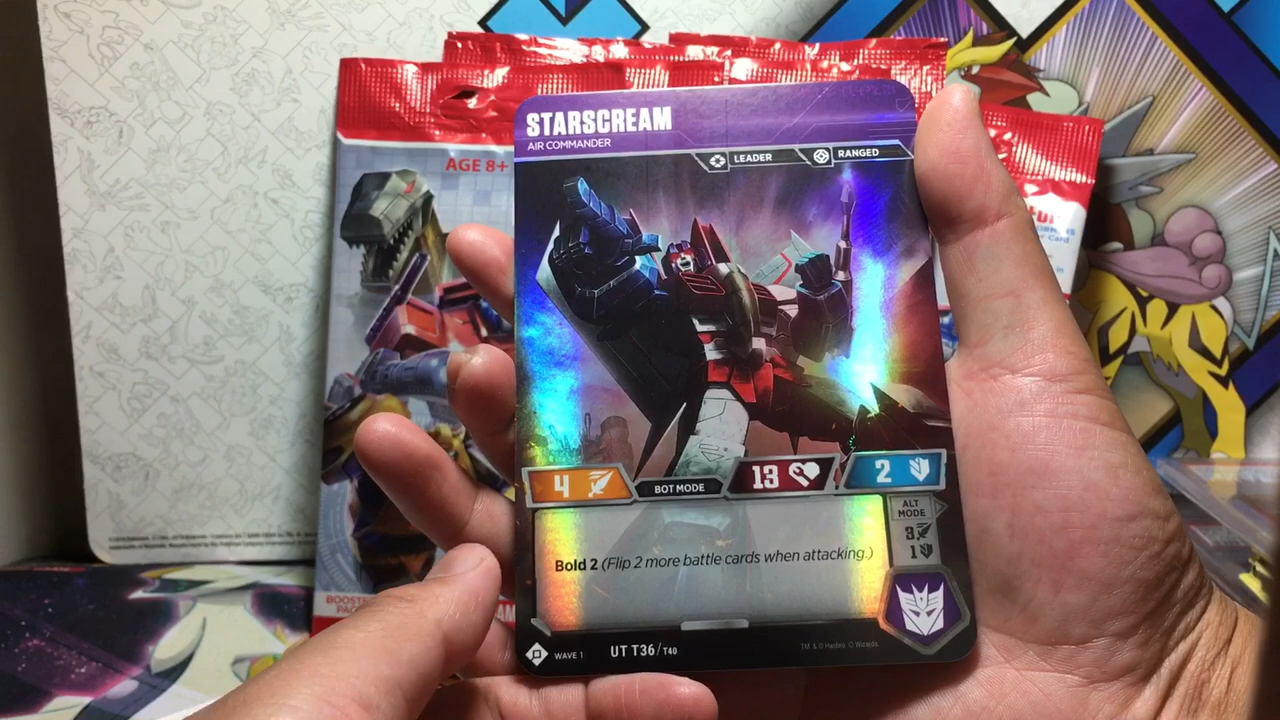 STARSCREAM
AIR COMMANDER
LEADER
RANGED
AGE 8+
4
BOT MODE
13
2
ALT
MODE
3
1
Bold 2 (Flip 2 more battle cards when attacking.)
WAVE 1
UT T36/T40
TM & © Hasbro. © Wizards.
Card